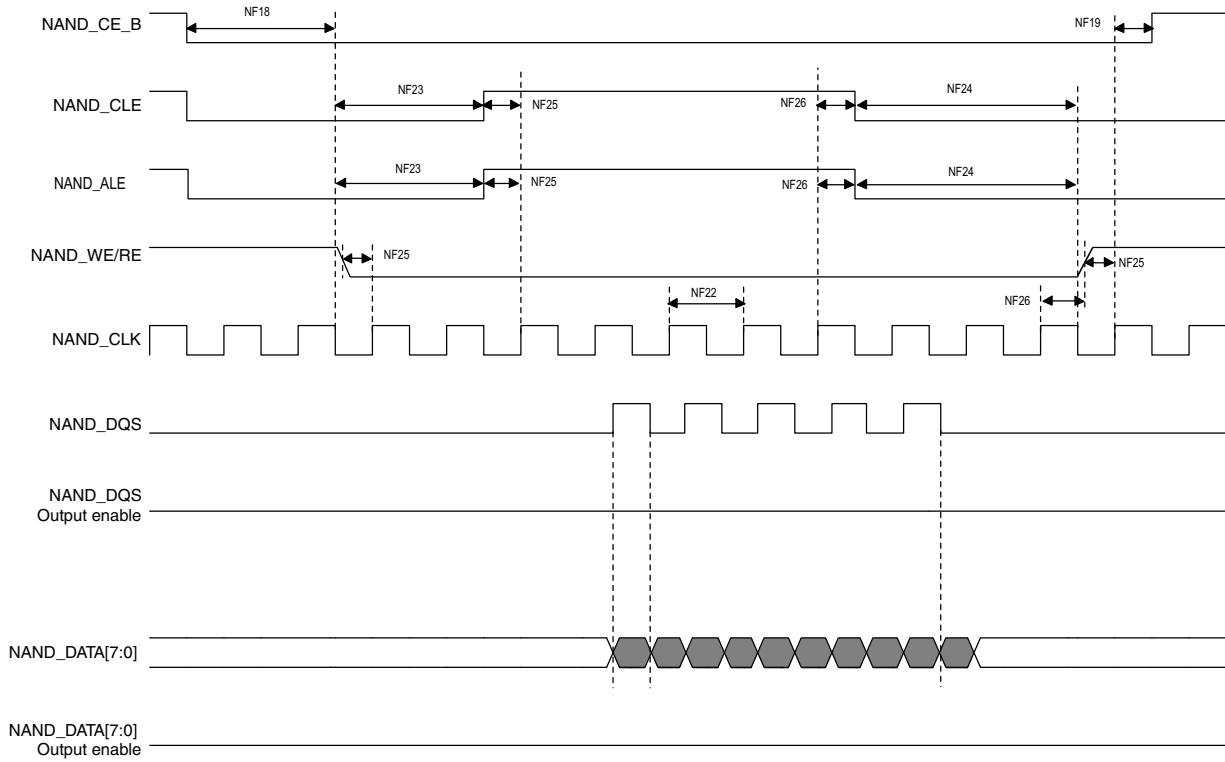 NAND_CE_B
NF18
NF19
NAND_CLE
NF23
NF25
NF26
NF24
NAND_ALE
NF23
NF25
NF26
NF24
NAND_WE/RE
NF25
NF25
NF22
NF26
NAND_CLK
NAND_DQS
NAND_DQS
Output enable
NAND_DATA[7:0]
NAND_DATA[7:0]
Output enable